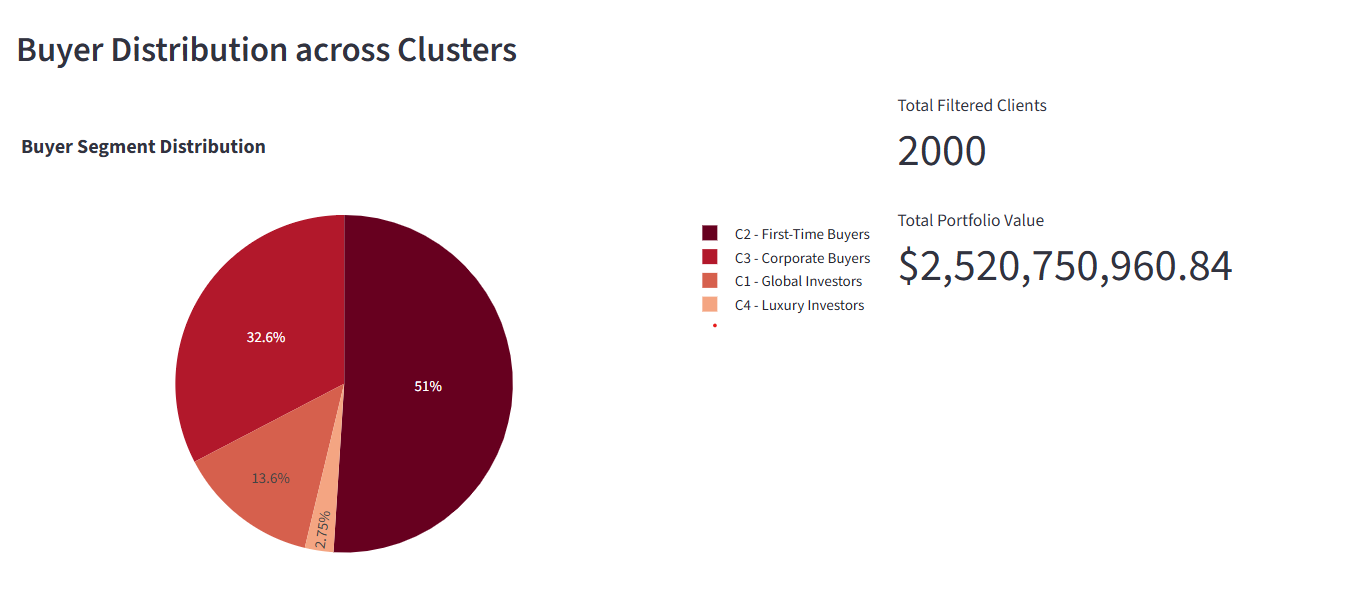 Buyer Distribution across Clusters
Buyer Segment Distribution
32.6%
51%
13.6%
2.75%
C2 - First-Time Buyers
C3 - Corporate Buyers
C1 - Global Investors
C4 - Luxury Investors
Total Filtered Clients
2000
Total Portfolio Value
$2,520,750,960.84